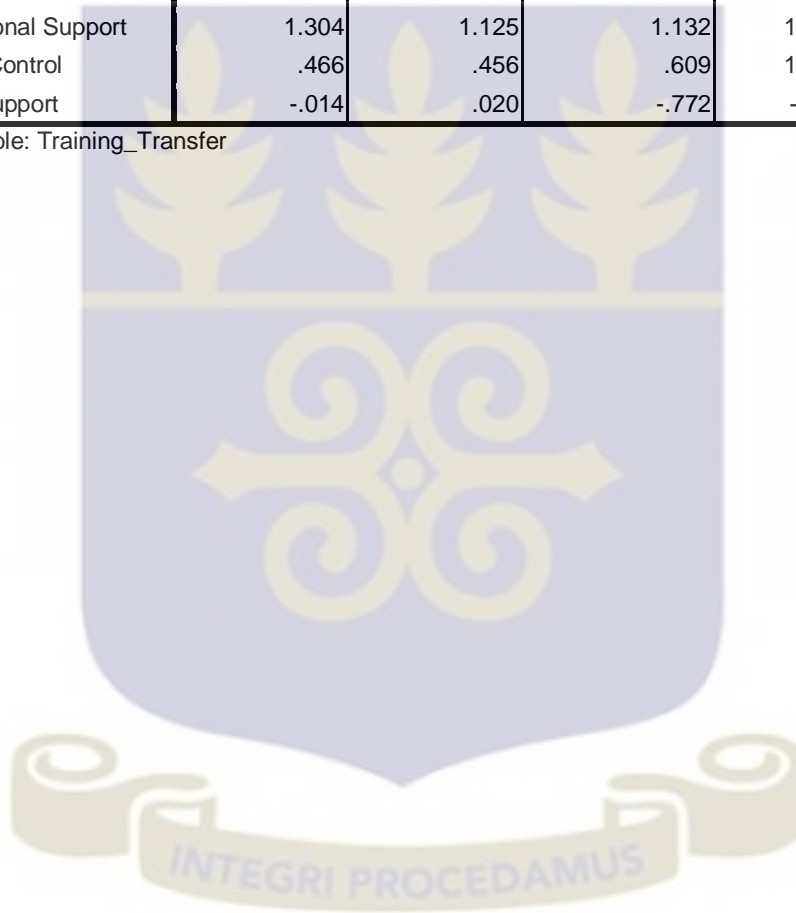 onal Support 1.304 1.125 1.132 1
Control .466 .456 .609 1
upport -.014 .020 -.772 -
ole: Training_Transfer
INTEGRI PROCEDAMUS